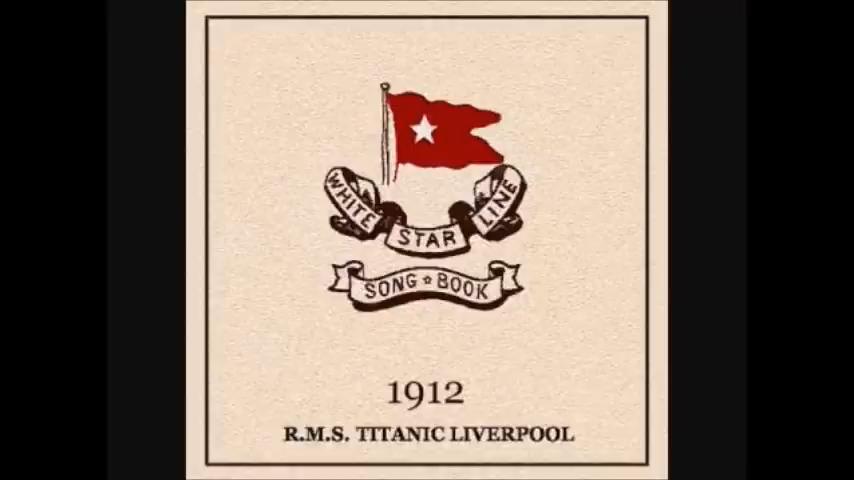 WHITE STAR LINE
SONG ☆ BOOK
1912
R.M.S. TITANIC LIVERPOOL